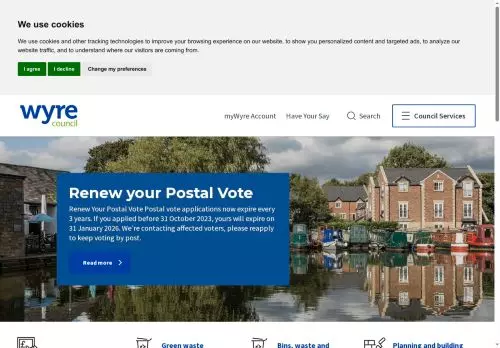 We use cookies
We use cookies and other tracking technologies to improve your browsing experience on our website, to show you personalized content and targeted ads, to analyze our
website traffic, and to understand where our visitors are coming from.
I agree
I decline
Change my preferences
wyre
council
myWyre Account
Have Your Say
Search
Council Services
Renew your Postal Vote
Renew Your Postal Vote Postal vote applications now expire every
3 years. If you applied before 31 October 2023, yours will expire on
31 January 2026. We're contacting affected voters, please reapply
to keep voting by post.
Read more
Green waste
Bins, waste and
Planning and building